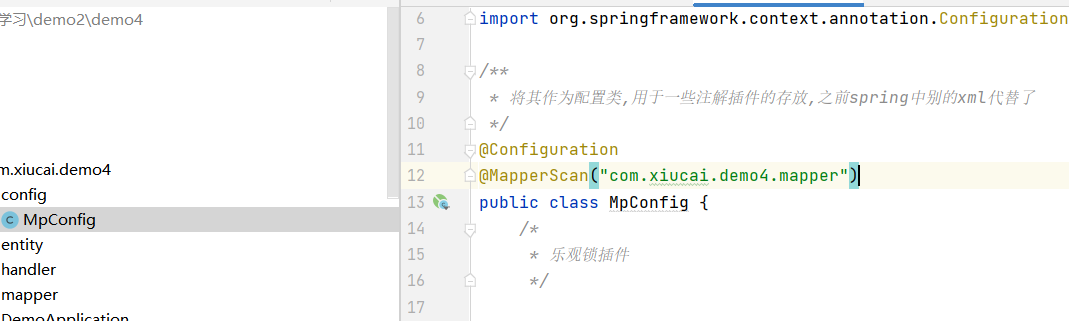 学习\demo2\demo4
m.xiucai.demo4
config
MpConfig
entity
handler
mapper
DemoApplication
6 import org.springframework.context.annotation.Configuration
7
8 /**
9 * 将其作为配置类,用于一些注解插件的存放,之前spring中别的xml代替了
10 */
11 @Configuration
12 @MapperScan("com.xiucai.demo4.mapper")
13 public class MpConfig {
14 /*
15 * 乐观锁插件
16 */
17